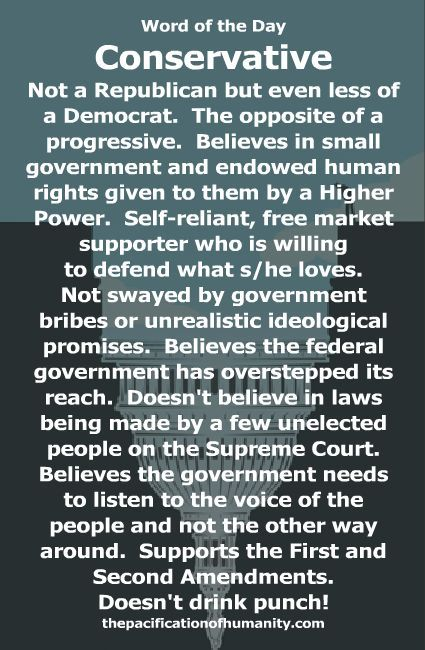 Word of the Day
Conservative
Not a Republican but even less of
a Democrat.  The opposite of a
progressive.  Believes in small
government and endowed human
rights given to them by a Higher
Power.  Self-reliant, free market
supporter who is willing
to defend what s/he loves.
Not swayed by government
bribes or unrealistic ideological
promises.  Believes the federal
government has overstepped its
reach.  Doesn't believe in laws
being made by a few unelected
people on the Supreme Court.
Believes the government needs
to listen to the voice of the
people and not the other way
around.  Supports the First and
Second Amendments.
Doesn't drink punch!
thepacificationofhumanity.com